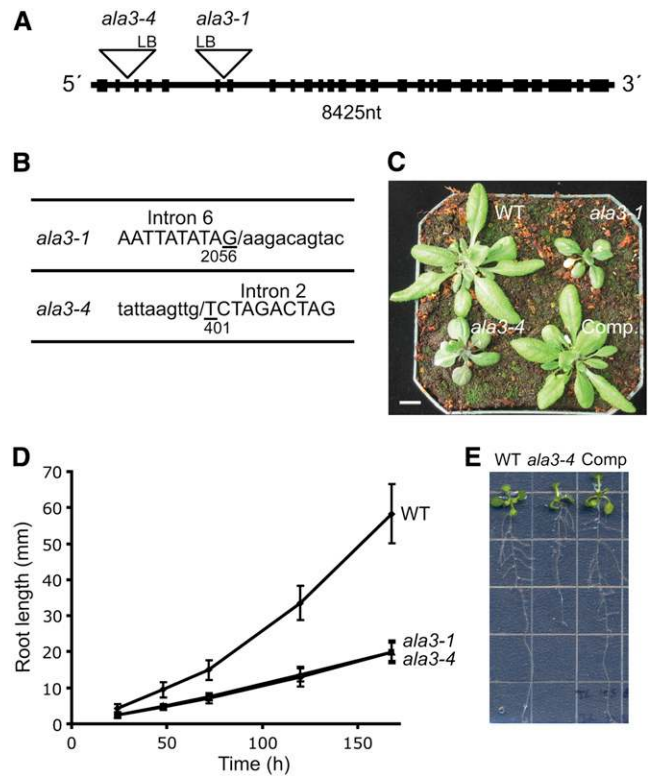 A
ala3-4 ala3-1
LB LB
5´ 3´
8425nt
B
Intron 6
ala3-1 AATTATATAG/aagacagtac
2056
Intron 2
ala3-4 tattaagttg/TCTAGACTAG
401
C
WT ala3-1
ala3-4 Comp.
D
Root length (mm)
70
60
50
40
30
20
10
0
0 50 100 150
Time (h)
WT
ala3-1
ala3-4
E
WT ala3-4 Comp